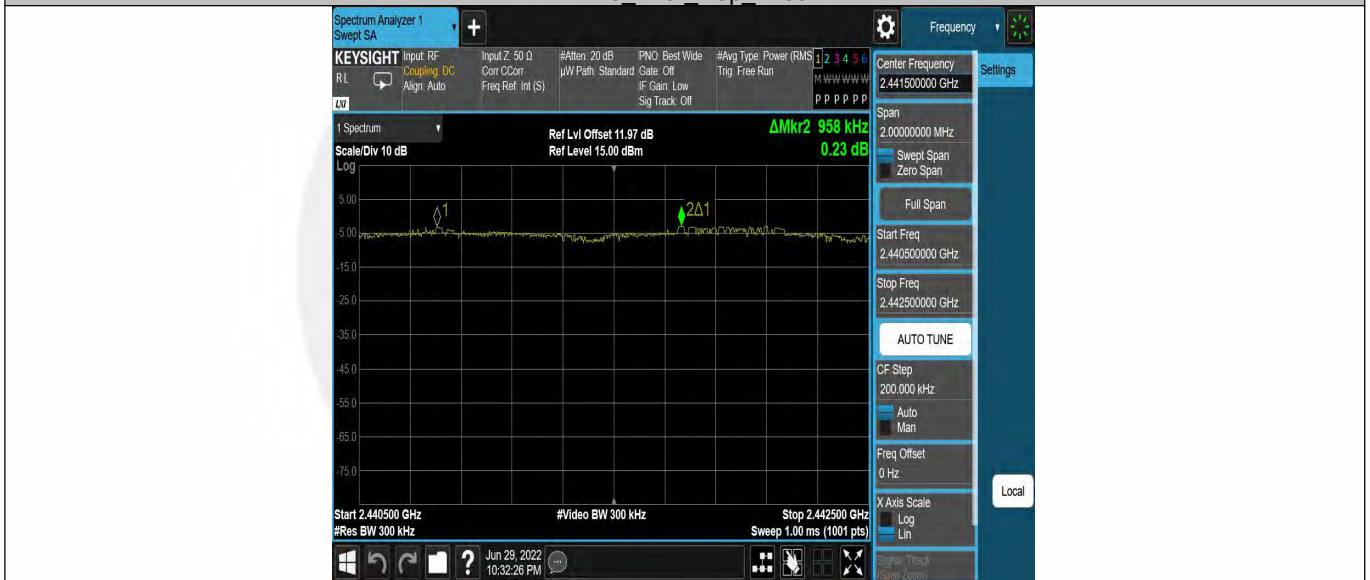 Spectrum Analyzer 1
Swept SA
+
Frequency
KEYSIGHT
RL
LXI
Input: RF
Coupling: DC
Align: Auto
Input Z: 50 Ω
Corr CCorr
Freq Ref: Int (S)
#Atten: 20 dB
µW Path: Standard
PNO: Best Wide
Gate: Off
IF Gain: Low
Sig Track: Off
#Avg Type: Power (RMS
Trig: Free Run
1 2 3 4 5 6
M W W W W W
P P P P P P
1 Spectrum
Scale/Div 10 dB
Log
Ref Lvl Offset 11.97 dB
Ref Level 15.00 dBm
ΔMkr2 958 kHz
0.23 dB
5.00
-5.00
-15.0
-25.0
-35.0
-45.0
-55.0
-65.0
-75.0
1
2Δ1
Start 2.440500 GHz
#Res BW 300 kHz
#Video BW 300 kHz
Stop 2.442500 GHz
Sweep 1.00 ms (1001 pts)
?
Jun 29, 2022
10:32:26 PM
Center Frequency
2.441500000 GHz
Settings
Span
2.00000000 MHz
Swept Span
Zero Span
Full Span
Start Freq
2.440500000 GHz
Stop Freq
2.442500000 GHz
AUTO TUNE
CF Step
200.000 kHz
Auto
Man
Freq Offset
0 Hz
X Axis Scale
Log
Lin
Local
Signal Track
(Span Zoom)